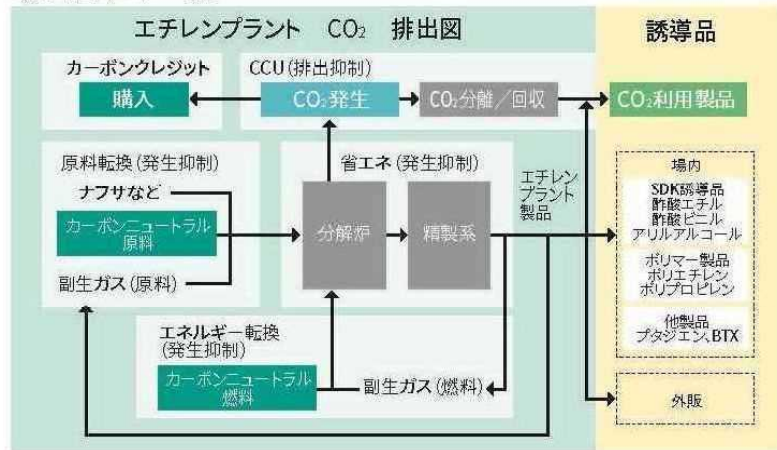 エチレンプラント CO₂ 排出図
誘導品
カーボンクレジット
CCU(排出抑制)
購入
CO₂発生
CO₂分離/回収
CO₂利用製品
原料転換(発生抑制)
省エネ(発生抑制)
エチレン
プラント
製品
場内
ナフサなど
カーボンニュートラル
原料
副生ガス(原料)
分解炉
精製系
SDK誘導品
酢酸エチル
酢酸ビニル
アリルアルコール
ポリマー製品
ポリエチレン
ポリプロピレン
他製品
ブタジエン、BTX
エネルギー転換
(発生抑制)
カーボンニュートラル
燃料
副生ガス(燃料)
外販